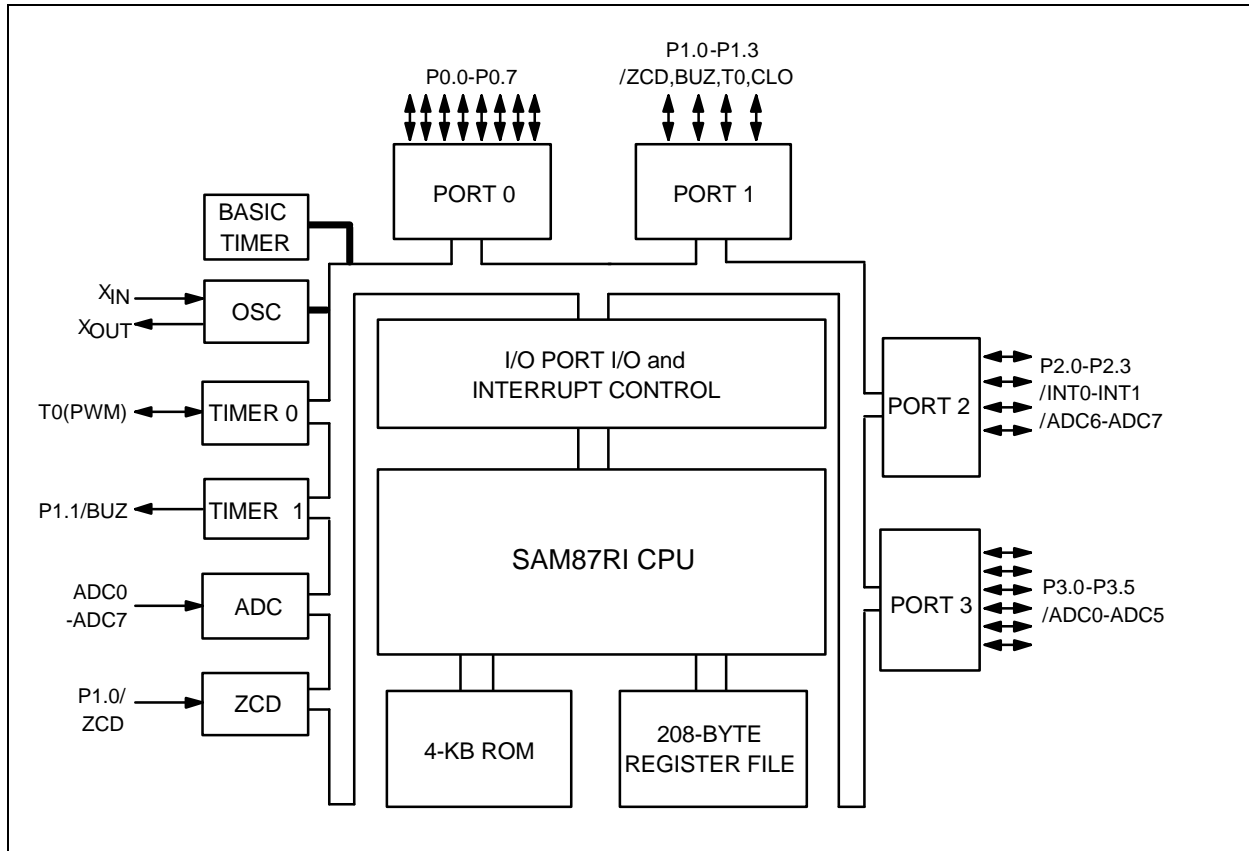 P0.0-P0.7
P1.0-P1.3
/ZCD,BUZ,T0,CLO
PORT 0
PORT 1
BASIC
TIMER
XIN
XOUT
OSC
I/O PORT I/O and
INTERRUPT CONTROL
T0(PWM)
TIMER 0
PORT 2
P2.0-P2.3
/INT0-INT1
/ADC6-ADC7
P1.1/BUZ
TIMER 1
SAM87RI CPU
ADC0
-ADC7
ADC
PORT 3
P3.0-P3.5
/ADC0-ADC5
P1.0/
ZCD
ZCD
4-KB ROM
208-BYTE
REGISTER FILE